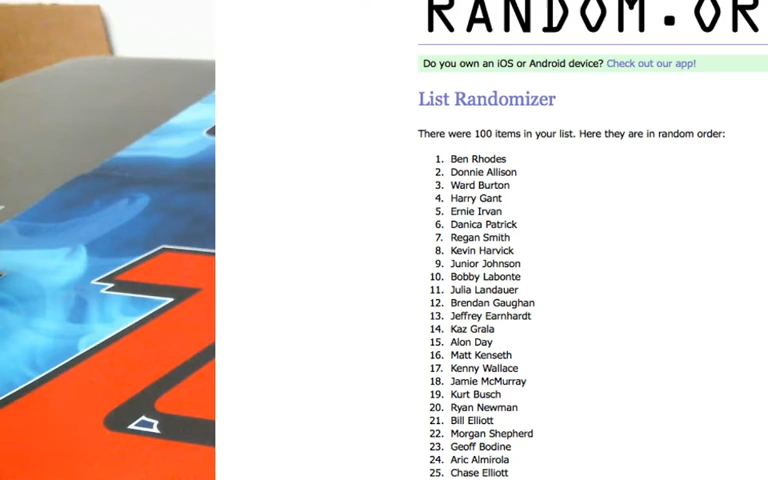 RANDOM.OR
Do you own an iOS or Android device? Check out our app!
List Randomizer
There were 100 items in your list. Here they are in random order:
1. Ben Rhodes
2. Donnie Allison
3. Ward Burton
4. Harry Gant
5. Ernie Irvan
6. Danica Patrick
7. Regan Smith
8. Kevin Harvick
9. Junior Johnson
10. Bobby Labonte
11. Julia Landauer
12. Brendan Gaughan
13. Jeffrey Earnhardt
14. Kaz Grala
15. Alon Day
16. Matt Kenseth
17. Kenny Wallace
18. Jamie McMurray
19. Kurt Busch
20. Ryan Newman
21. Bill Elliott
22. Morgan Shepherd
23. Geoff Bodine
24. Aric Almirola
25. Chase Elliott